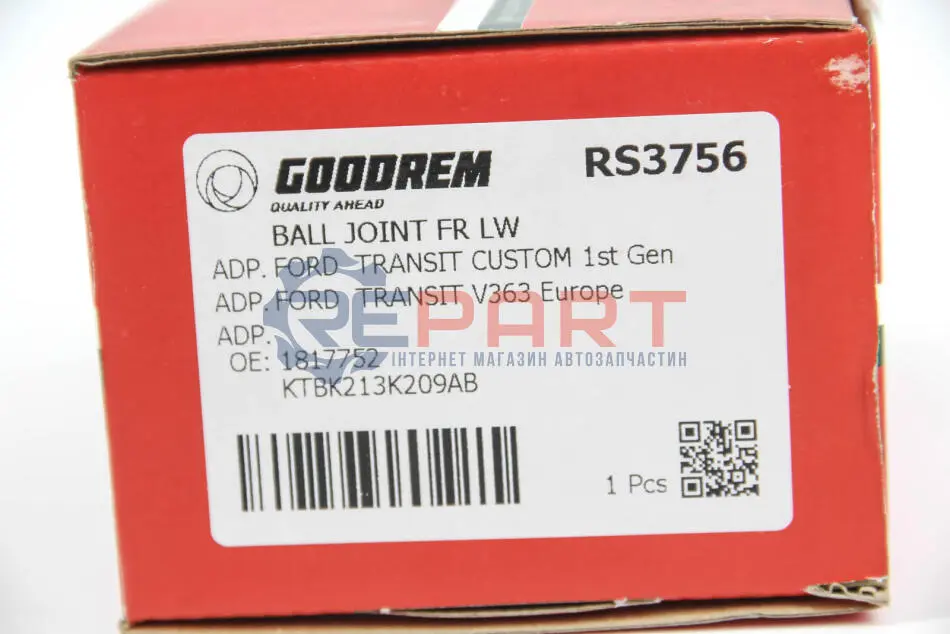 GOODREM
QUALITY AHEAD
RS3756
BALL JOINT FR LW
ADP. FORD TRANSIT CUSTOM 1st Gen
ADP. FORD TRANSIT V363 Europe
ADP.
OE: 1817752
KTBK213K209AB
1 Pcs
REPART
ІНТЕРНЕТ МАГАЗИН АВТОЗАПЧАСТИН